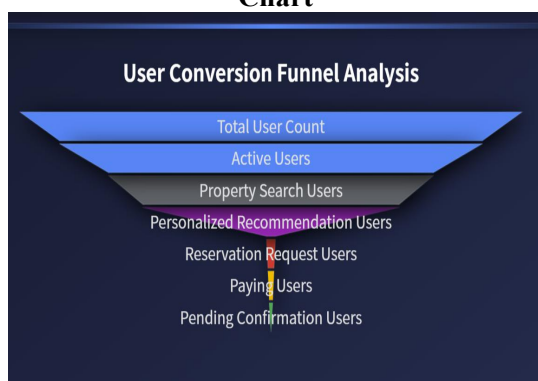 Chart
User Conversion Funnel Analysis
Total User Count
Active Users
Property Search Users
Personalized Recommendation Users
Reservation Request Users
Paying Users
Pending Confirmation Users